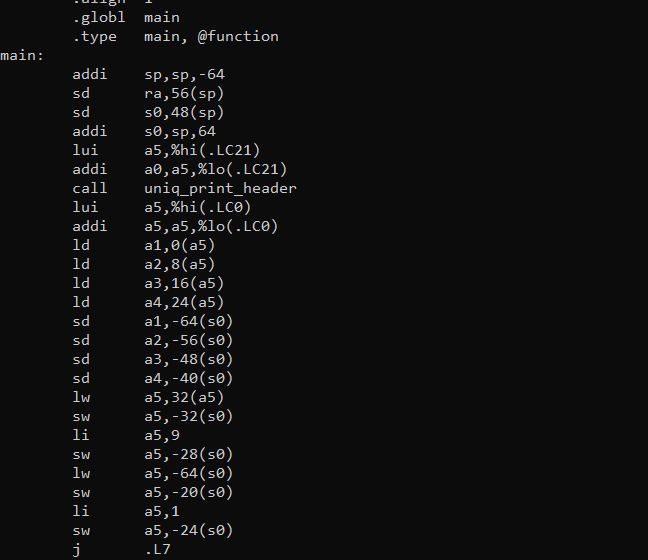 .align 1
.globl main
.type main, @function
main:
addi sp,sp,-64
sd ra,56(sp)
sd s0,48(sp)
addi s0,sp,64
lui a5,%hi(.LC21)
addi a0,a5,%lo(.LC21)
call uniq_print_header
lui a5,%hi(.LC0)
addi a5,a5,%lo(.LC0)
ld a1,0(a5)
ld a2,8(a5)
ld a3,16(a5)
ld a4,24(a5)
sd a1,-64(s0)
sd a2,-56(s0)
sd a3,-48(s0)
sd a4,-40(s0)
lw a5,32(a5)
sw a5,-32(s0)
li a5,9
sw a5,-28(s0)
lw a5,-64(s0)
sw a5,-20(s0)
li a5,1
sw a5,-24(s0)
j .L7